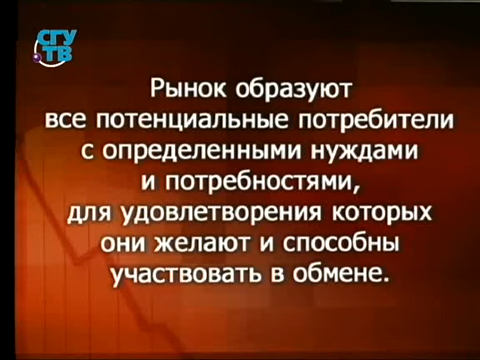 СГУ
ТВ
Рынок образуют
все потенциальные потребители
с определенными нуждами
и потребностями,
для удовлетворения которых
они желают и способны
участвовать в обмене.